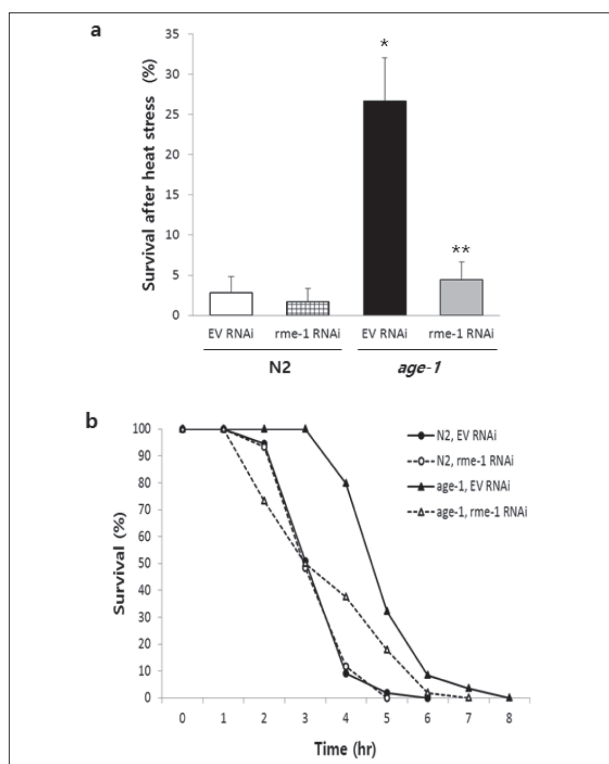 a
Survival after heat stress (%)
35
30
25
20
15
10
5
0
*
**
EV RNAi rme-1 RNAi EV RNAi rme-1 RNAi
N2 age-1
b
Survival (%)
100
90
80
70
60
50
40
30
20
10
0
N2, EV RNAi
N2, rme-1 RNAi
age-1, EV RNAi
age-1, rme-1 RNAi
0 1 2 3 4 5 6 7 8
Time (hr)